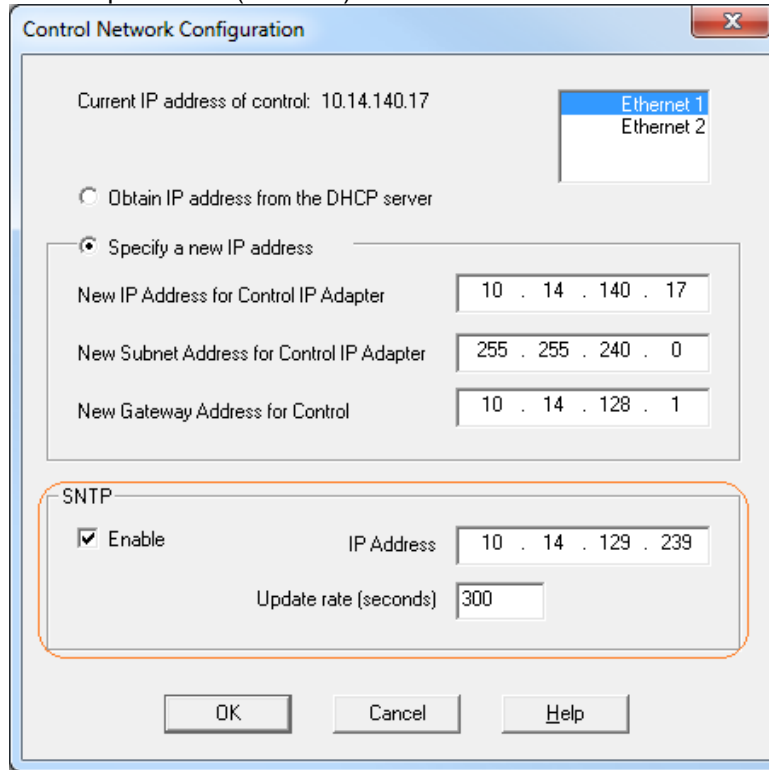 Control Network Configuration
x
Current IP address of control: 10.14.140.17
Ethernet 1
Ethernet 2
Obtain IP address from the DHCP server
Specify a new IP address
New IP Address for Control IP Adapter 10 . 14 . 140 . 17
New Subnet Address for Control IP Adapter 255 . 255 . 240 . 0
New Gateway Address for Control 10 . 14 . 128 . 1
SNTP
Enable IP Address 10 . 14 . 129 . 239
Update rate (seconds) 300
OK Cancel Help